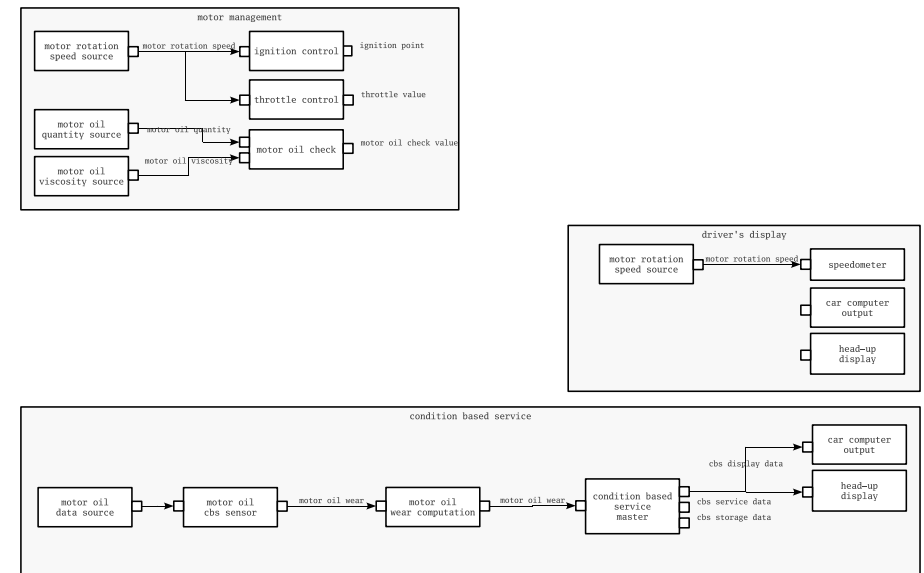 motor management
motor rotation
speed source
motor rotation speed
ignition control
ignition point
throttle control
throttle value
motor oil
quantity source
motor oil quantity
motor oil check
motor oil check value
motor oil viscosity
motor oil
viscosity source
driver's display
motor rotation
speed source
motor rotation speed
speedometer
car computer
output
head—up
display
condition based service
car computer
output
cbs display data
head—up
display
motor oil
data source
motor oil
cbs sensor
motor oil wear
motor oil
wear computation
motor oil wear
condition based
service
master
cbs service data
cbs storage data